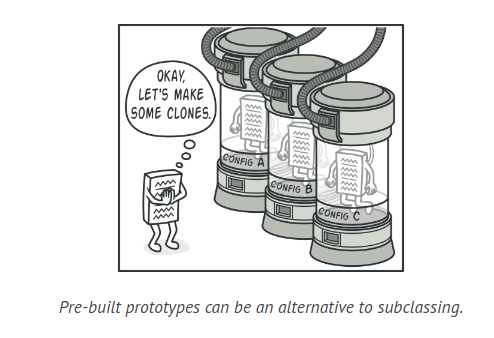 OKAY,
LET'S MAKE
SOME CLONES.
CONFIG A
CONFIG B
CONFIG C
Pre-built prototypes can be an alternative to subclassing.